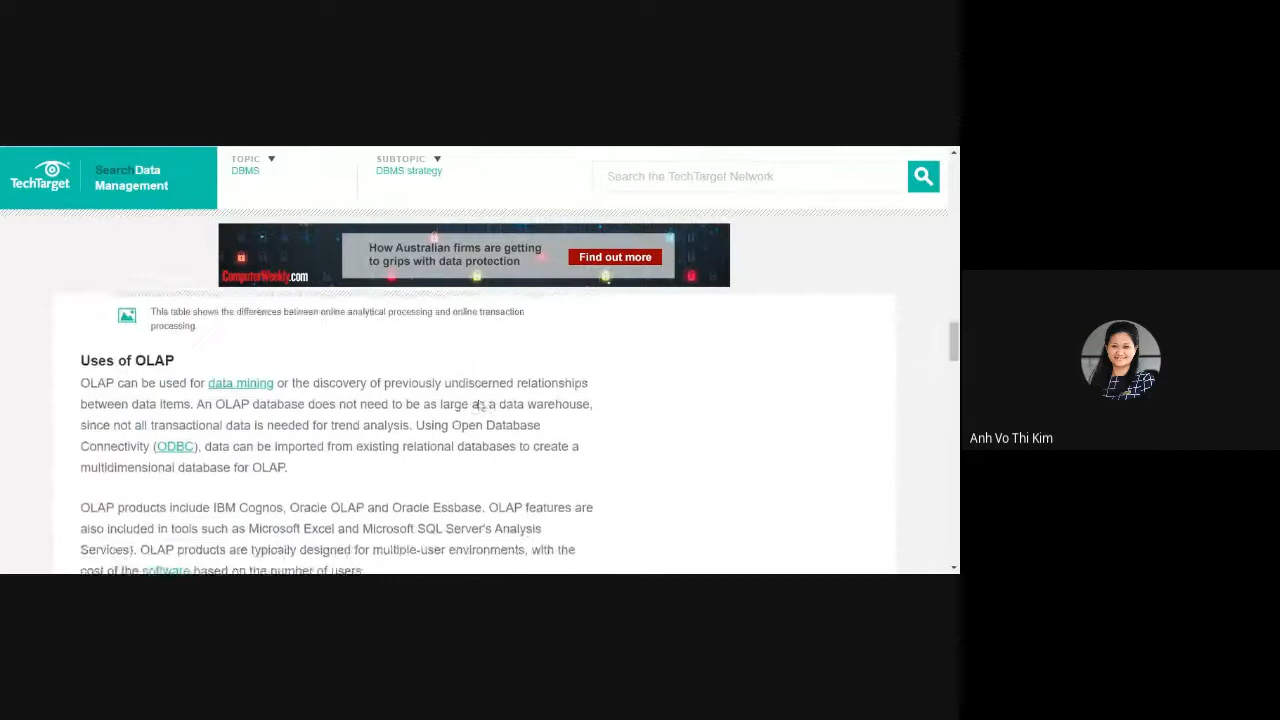 TechTarget
SearchData
Management
TOPIC
DBMS
SUBTOPIC
DBMS strategy
Search the TechTarget Network
How Australian firms are getting
to grips with data protection
Find out more
ComputerWeekly.com
This table shows the differences between online analytical processing and online transaction
processing.
Uses of OLAP
OLAP can be used for data mining or the discovery of previously undiscerned relationships
between data items. An OLAP database does not need to be as large as a data warehouse,
since not all transactional data is needed for trend analysis. Using Open Database
Connectivity (ODBC), data can be imported from existing relational databases to create a
multidimensional database for OLAP.
OLAP products include IBM Cognos, Oracle OLAP and Oracle Essbase. OLAP features are
also included in tools such as Microsoft Excel and Microsoft SQL Server's Analysis
Services). OLAP products are typically designed for multiple-user environments, with the
cost of the software based on the number of users.
Anh Vo Thi Kim